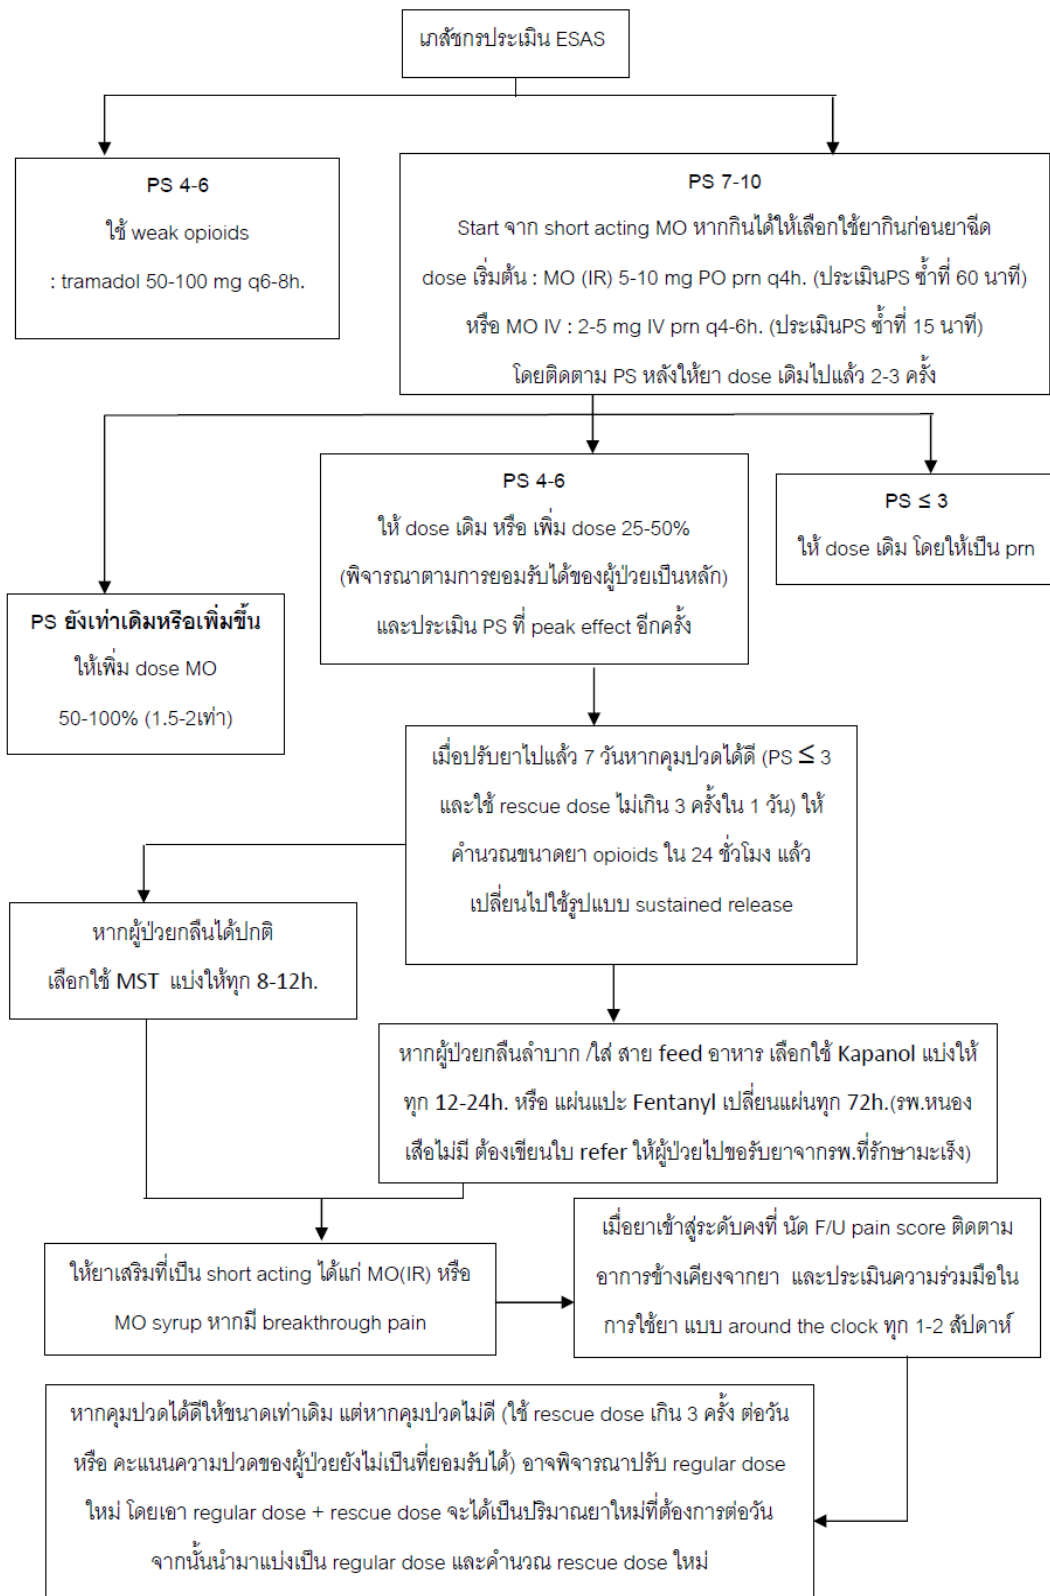 เภสัชกรประเมิน ESAS
PS 4-6
ใช้ weak opioids
: tramadol 50-100 mg q6-8h.
PS 7-10
Start จาก short acting MO หากกินได้ให้เลือกใช้ยากินก่อนยาฉีด
dose เริ่มต้น : MO (IR) 5-10 mg PO prn q4h. (ประเมินPS ซ้ำที่ 60 นาที)
หรือ MO IV : 2-5 mg IV prn q4-6h. (ประเมินPS ซ้ำที่ 15 นาที)
โดยติดตาม PS หลังให้ยา dose เดิมไปแล้ว 2-3 ครั้ง
PS ยังเท่าเดิมหรือเพิ่มขึ้น
ให้เพิ่ม dose MO
50-100% (1.5-2เท่า)
PS 4-6
ให้ dose เดิม หรือ เพิ่ม dose 25-50%
(พิจารณาตามการยอมรับได้ของผู้ป่วยเป็นหลัก)
และประเมิน PS ที่ peak effect อีกครั้ง
PS ≤ 3
ให้ dose เดิม โดยให้เป็น prn
เมื่อปรับยาไปแล้ว 7 วันหากคุมปวดได้ดี (PS ≤ 3
และใช้ rescue dose ไม่เกิน 3 ครั้งใน 1 วัน) ให้
คำนวณขนาดยา opioids ใน 24 ชั่วโมง แล้ว
เปลี่ยนไปใช้รูปแบบ sustained release
หากผู้ป่วยกลืนได้ปกติ
เลือกใช้ MST แบ่งให้ทุก 8-12h.
หากผู้ป่วยกลืนลำบาก /ใส่ สาย feed อาหาร เลือกใช้ Kapanol แบ่งให้
ทุก 12-24h. หรือ แผ่นแปะ Fentanyl เปลี่ยนแผ่นทุก 72h.(รพ.หนอง
เสือไม่มี ต้องเขียนใบ refer ให้ผู้ป่วยไปขอรับยาจากรพ.ที่รักษามะเร็ง)
ให้ยาเสริมที่เป็น short acting ได้แก่ MO(IR) หรือ
MO syrup หากมี breakthrough pain
เมื่อยาเข้าสู่ระดับคงที่ นัด F/U pain score ติดตาม
อาการข้างเคียงจากยา และประเมินความร่วมมือใน
การใช้ยา แบบ around the clock ทุก 1-2 สัปดาห์
หากคุมปวดได้ดีให้ขนาดเท่าเดิม แต่หากคุมปวดไม่ดี (ใช้ rescue dose เกิน 3 ครั้ง ต่อวัน
หรือ คะแนนความปวดของผู้ป่วยยังไม่เป็นที่ยอมรับได้) อาจพิจารณาปรับ regular dose
ใหม่ โดยเอา regular dose + rescue dose จะได้เป็นปริมาณยาใหม่ที่ต้องการต่อวัน
จากนั้นนำมาแบ่งเป็น regular dose และคำนวณ rescue dose ใหม่